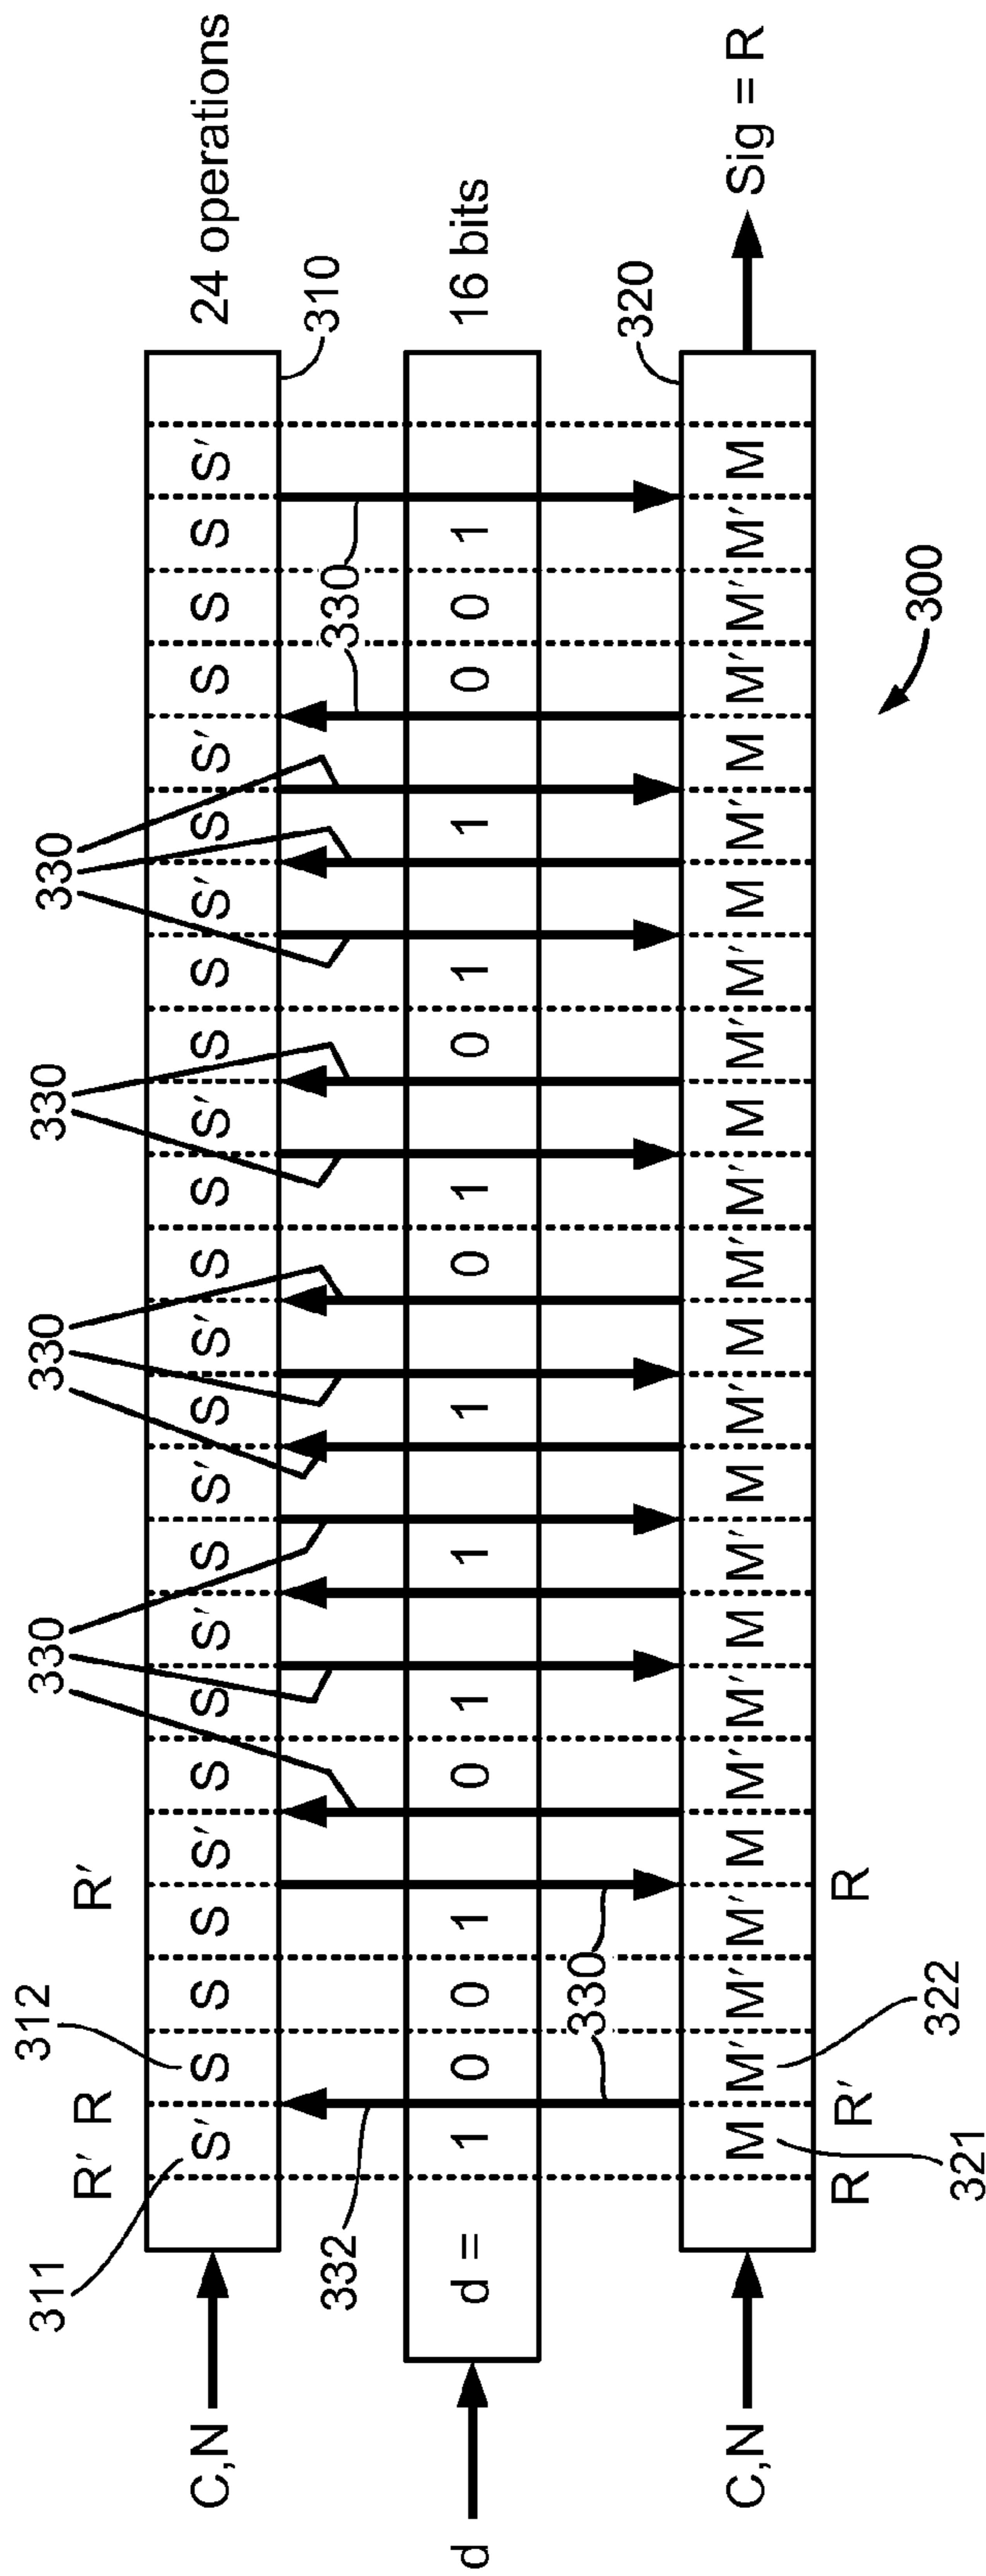 311 312 330 330 330 330
R′ R R′
C,N S′ S S S S′ S S S′ S S′ S S′ S S S′ S S S′ S S′ S S S S′ 24 operations
310
332 330
d d = 1 0 0 1 0 1 1 1 0 1 0 1 1 0 0 1 16 bits
330
320
C,N M M′ M′ M′ M M′ M′ M M′ M M′ M M′ M′ M M′ M′ M M′ M M′ M′ M′ M Sig = R
R R′ R
322 300
321